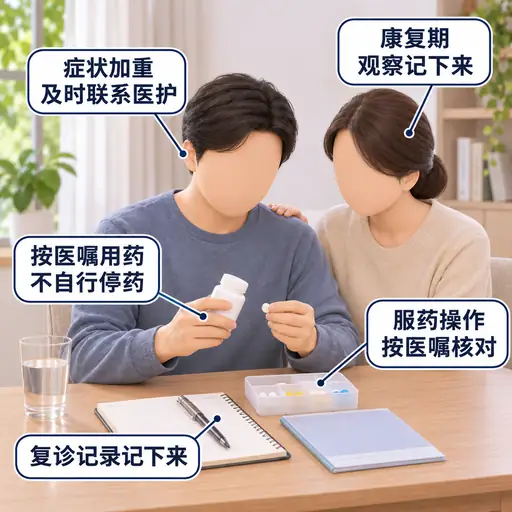 症状加重
及时联系医护
康复期
观察记下来
按医嘱用药
不自行停药
服药操作
按医嘱核对
复诊记录记下来